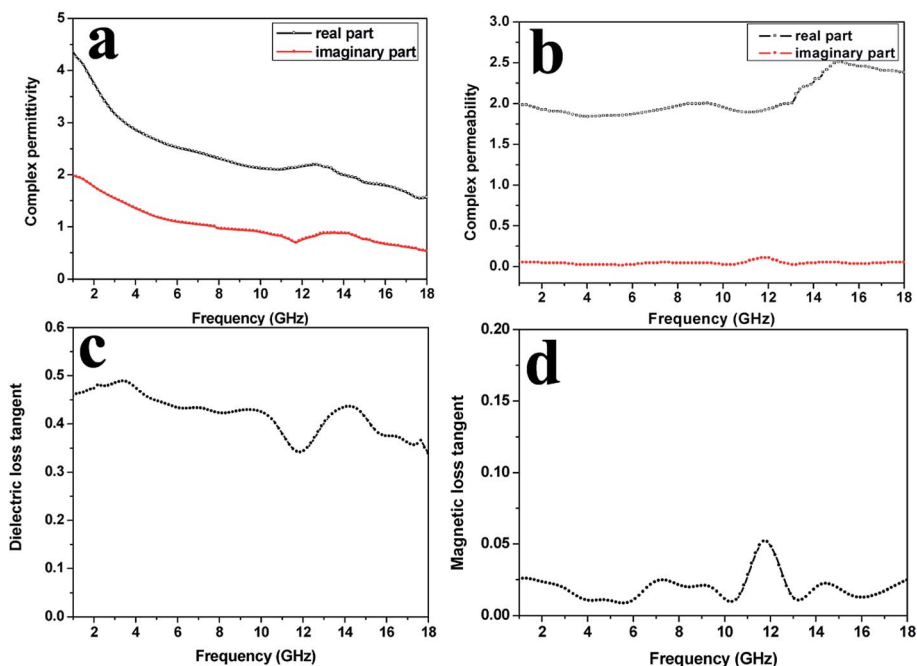 a
real part
imaginary part
5
4
3
2
1
0
Complex permittivity
2 4 6 8 10 12 14 16 18
Frequency (GHz)
b
real part
imaginary part
3.0
2.5
2.0
1.5
1.0
0.5
0.0
Complex permeability
2 4 6 8 10 12 14 16 18
Frequency (GHz)
c
0.6
0.5
0.4
0.3
0.2
0.1
0.0
Dielectric loss tangent
2 4 6 8 10 12 14 16 18
Frequency (GHz)
d
0.20
0.15
0.10
0.05
0.00
Magnetic loss tangent
2 4 6 8 10 12 14 16 18
Frequency (GHz)